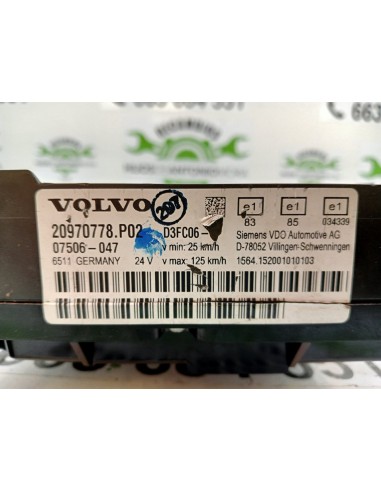 VOLVO
207
20970778.P02
D3FC06
07506-047
v min: 25 km/h
6511 GERMANY
24 V
v max: 125 km/h
e1 e1 e1
83 85 034339
Siemens VDO Automotive AG
D-78052 Villingen-Schwenningen
1564.152001010103